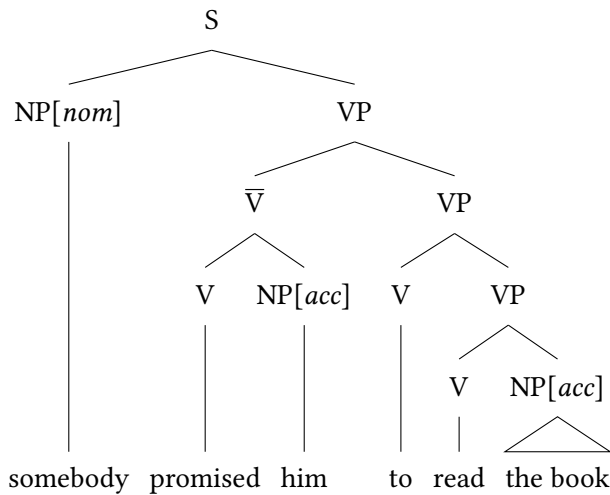 S
NP[nom] VP
V̅ VP
V NP[acc] V VP
V NP[acc]
somebody promised him to read the book